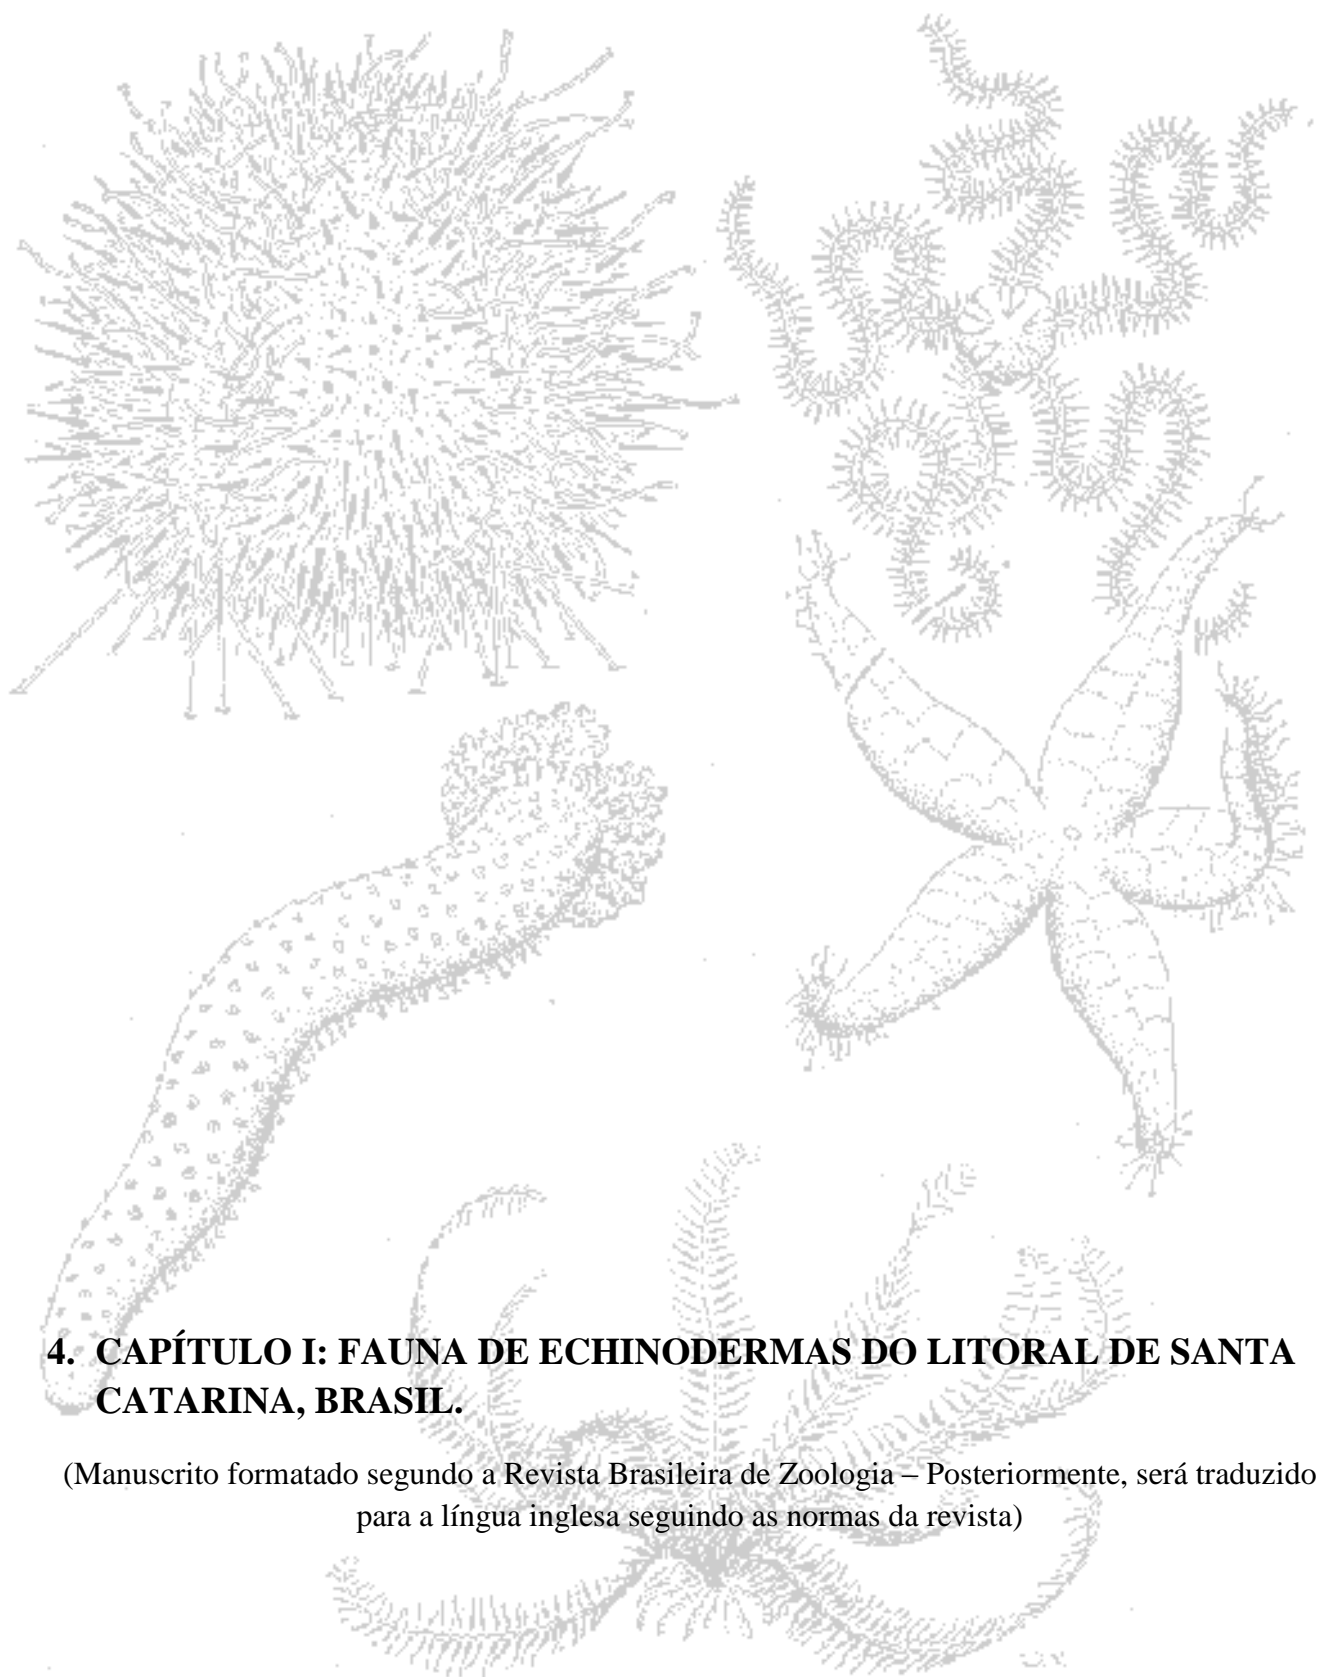 4. CAPÍTULO I: FAUNA DE ECHINODERMAS DO LITORAL DE SANTA
CATARINA, BRASIL.
(Manuscrito formatado segundo a Revista Brasileira de Zoologia – Posteriormente, será traduzido
para a língua inglesa seguindo as normas da revista)